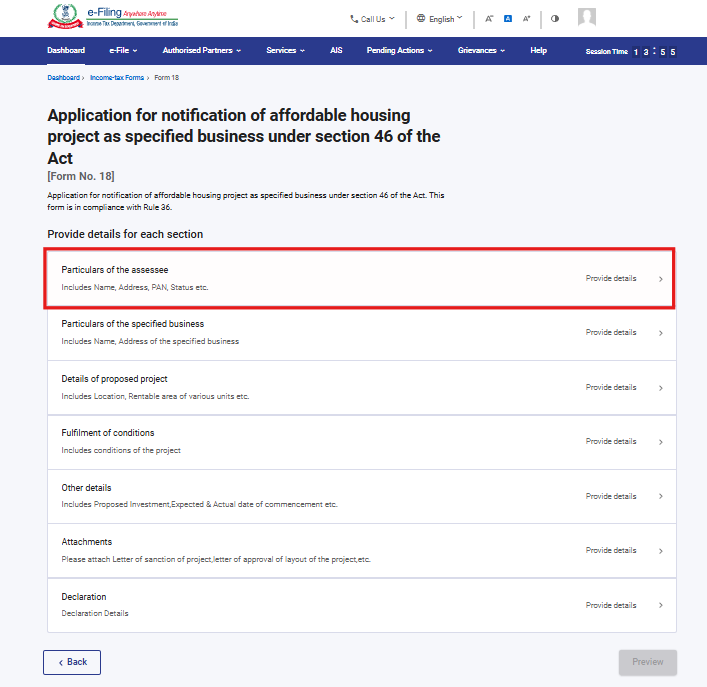 e-Filing Anywhere Anytime
Income Tax Department, Government of India
Call Us
English
A-
A
A+
Dashboard
e-File
Authorised Partners
Services
AIS
Pending Actions
Grievances
Help
Session Time 1 3 : 5 5
Dashboard > Income-tax Forms > Form 18
Application for notification of affordable housing
project as specified business under section 46 of the
Act
[Form No. 18]
Application for notification of affordable housing project as specified business under section 46 of the Act. This
form is in compliance with Rule 36.
Provide details for each section
Particulars of the assessee
Includes Name, Address, PAN, Status etc.
Provide details
Particulars of the specified business
Includes Name, Address of the specified business
Provide details
Details of proposed project
Includes Location, Rentable area of various units etc.
Provide details
Fulfilment of conditions
Includes conditions of the project
Provide details
Other details
Includes Proposed Investment,Expected & Actual date of commencement etc.
Provide details
Attachments
Please attach Letter of sanction of project,letter of approval of layout of the project,etc.
Provide details
Declaration
Declaration Details
Provide details
< Back
Preview